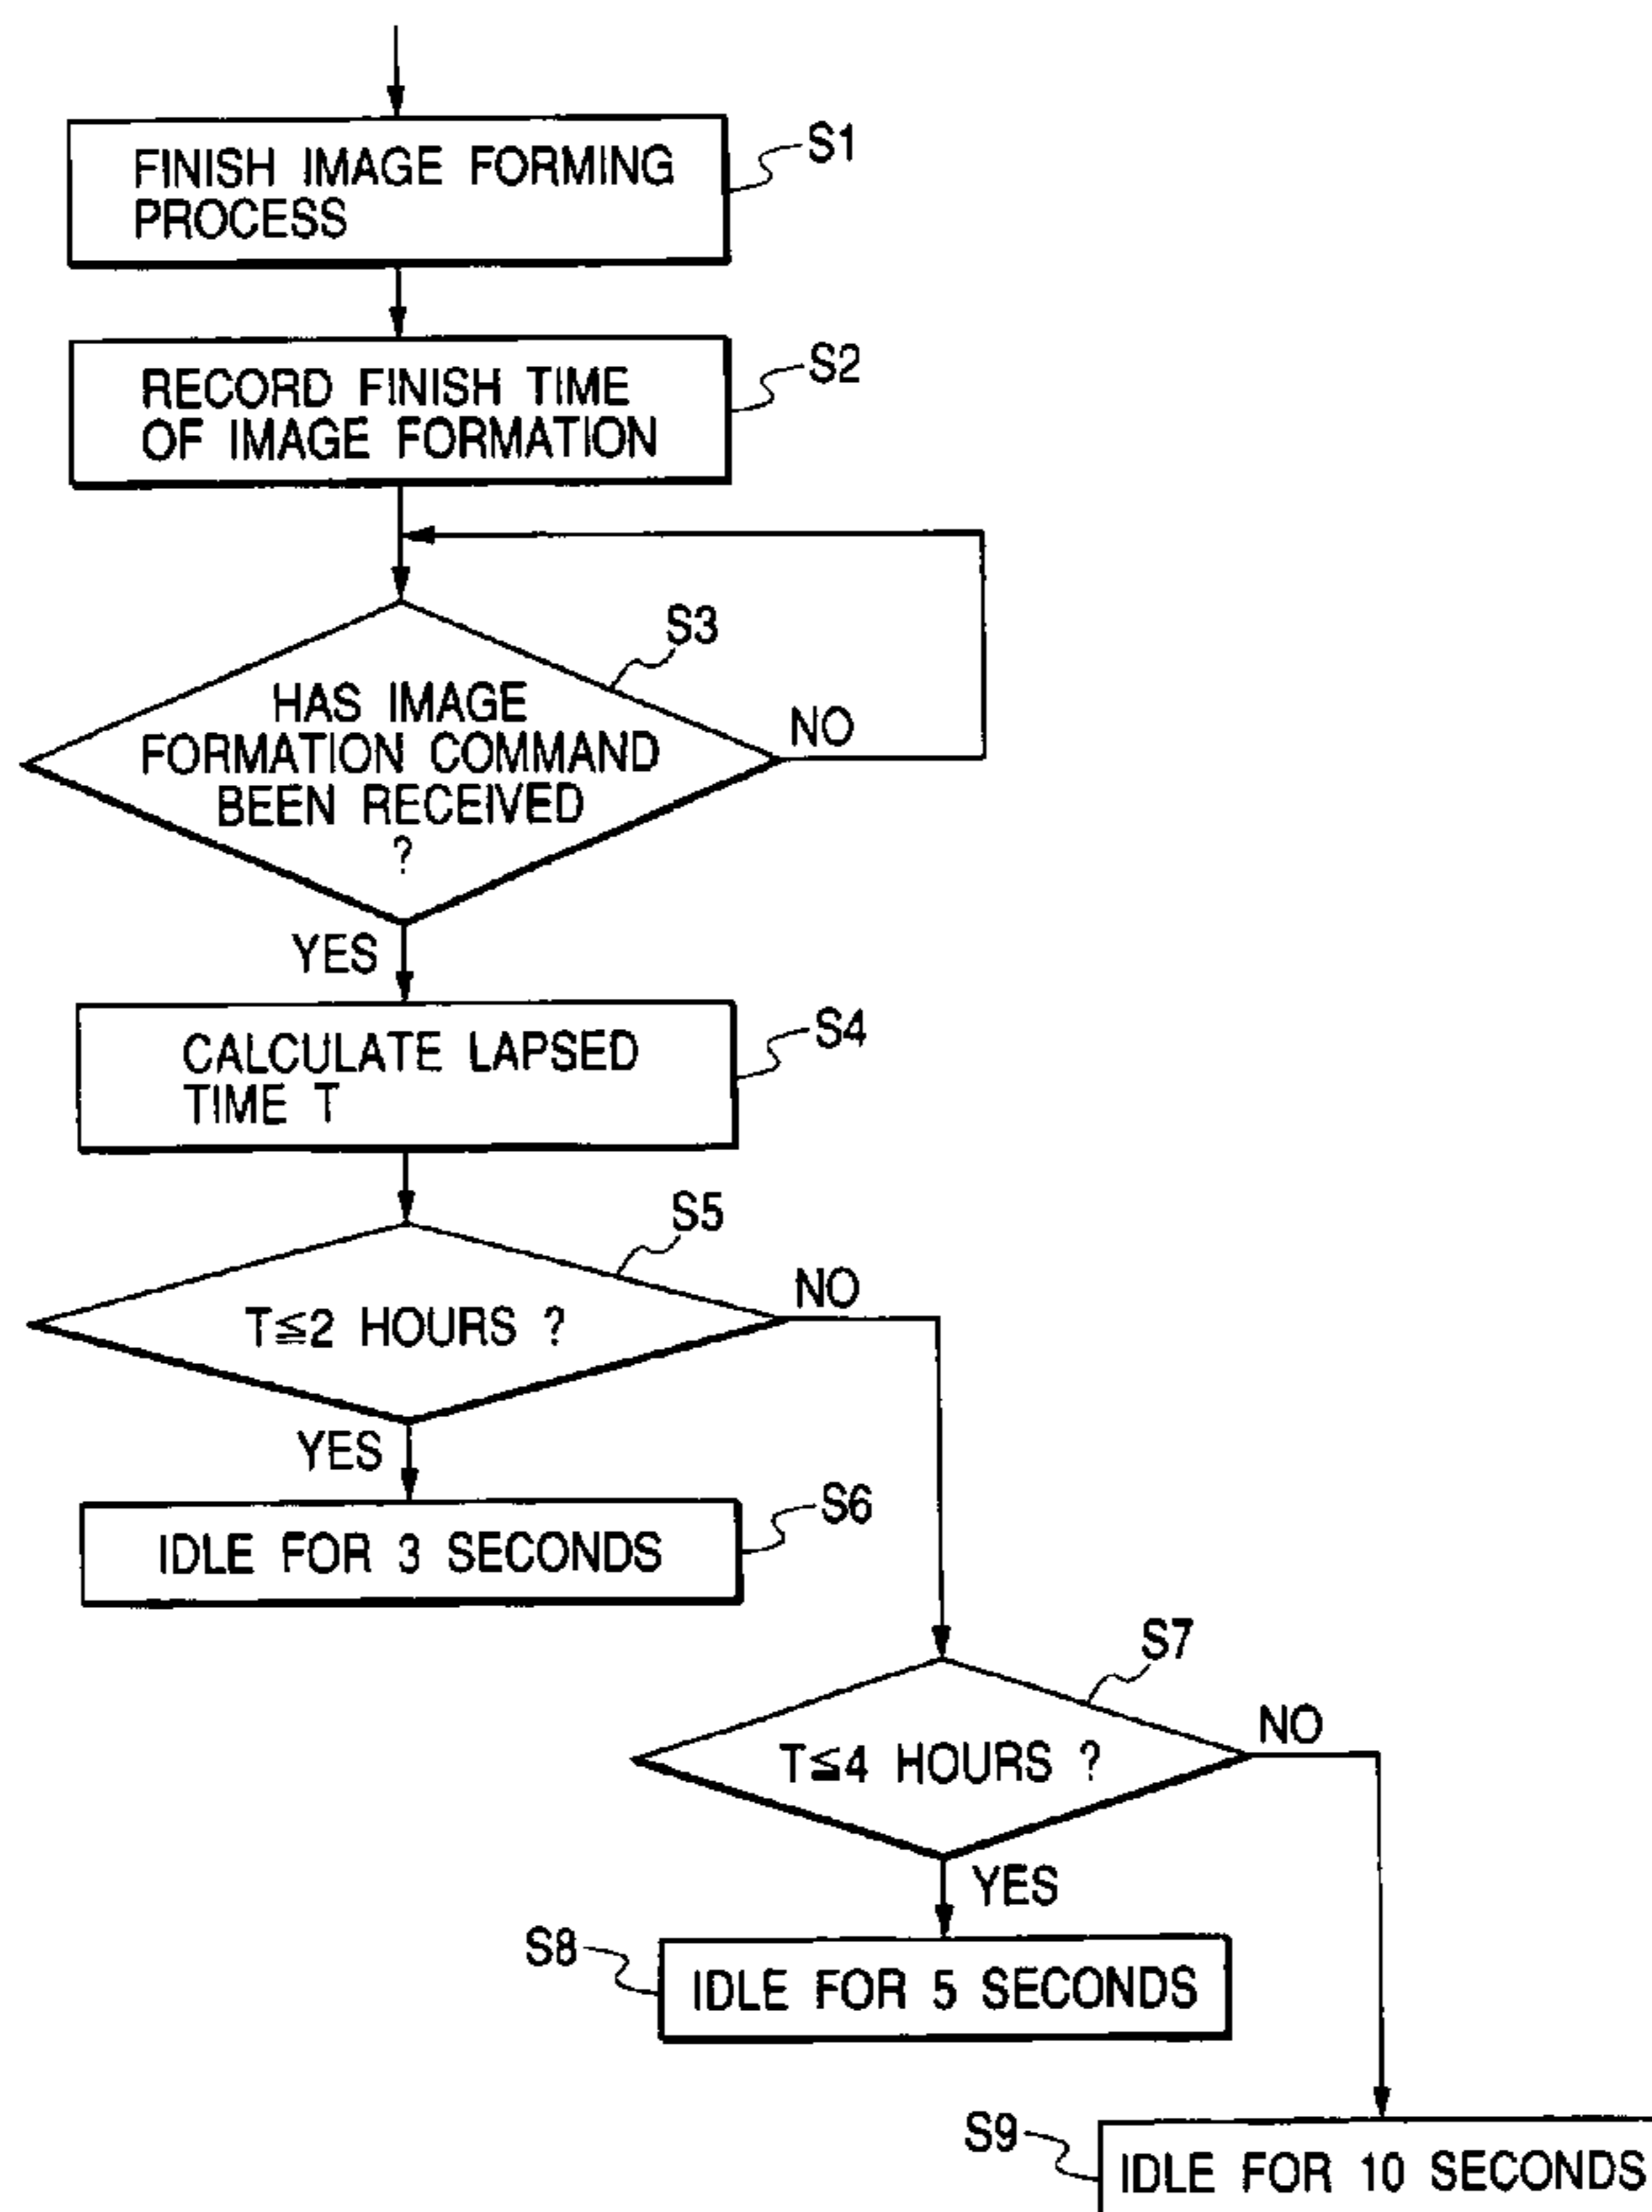 FINISH IMAGE FORMING
PROCESS
S1
RECORD FINISH TIME
OF IMAGE FORMATION
S2
S3
HAS IMAGE
FORMATION COMMAND
BEEN RECEIVED
?
NO
YES
CALCULATE LAPSED
TIME T
S4
S5
T≦2 HOURS ?
NO
YES
IDLE FOR 3 SECONDS
S6
S7
T≦4 HOURS ?
NO
YES
S8
IDLE FOR 5 SECONDS
S9
IDLE FOR 10 SECONDS